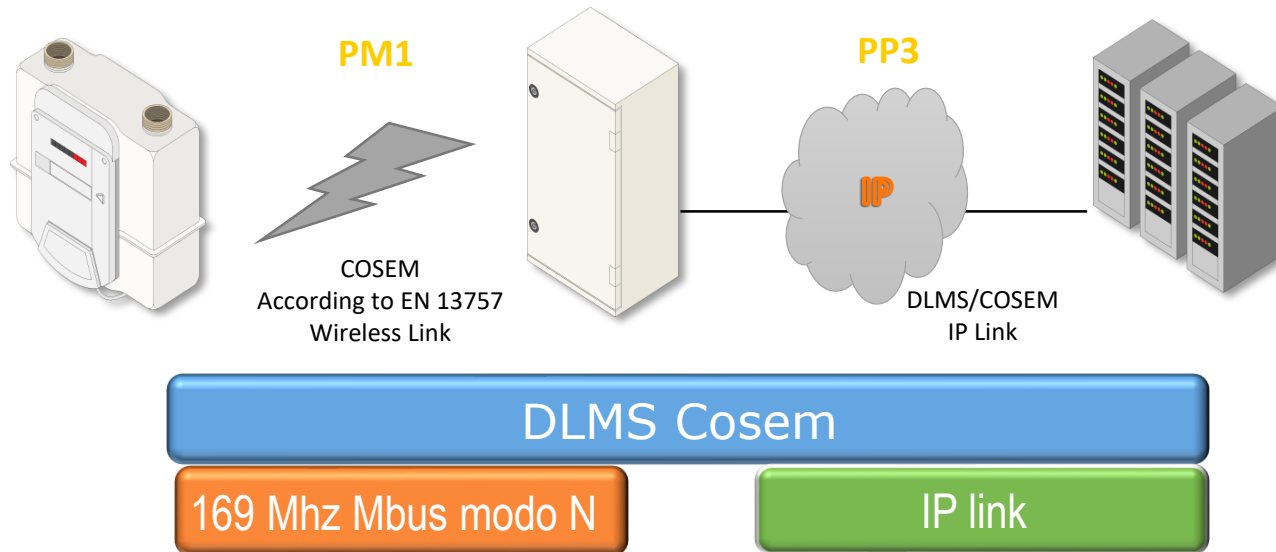 PM1
PP3
IP
COSEM
According to EN 13757
Wireless Link
DLMS/COSEM
IP Link
DLMS Cosem
169 Mhz Mbus modo N
IP link